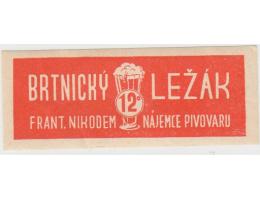 BRTNICKÝ 12 LEŽÁK
FRANT. NIKODEM NÁJEMCE PIVOVARU